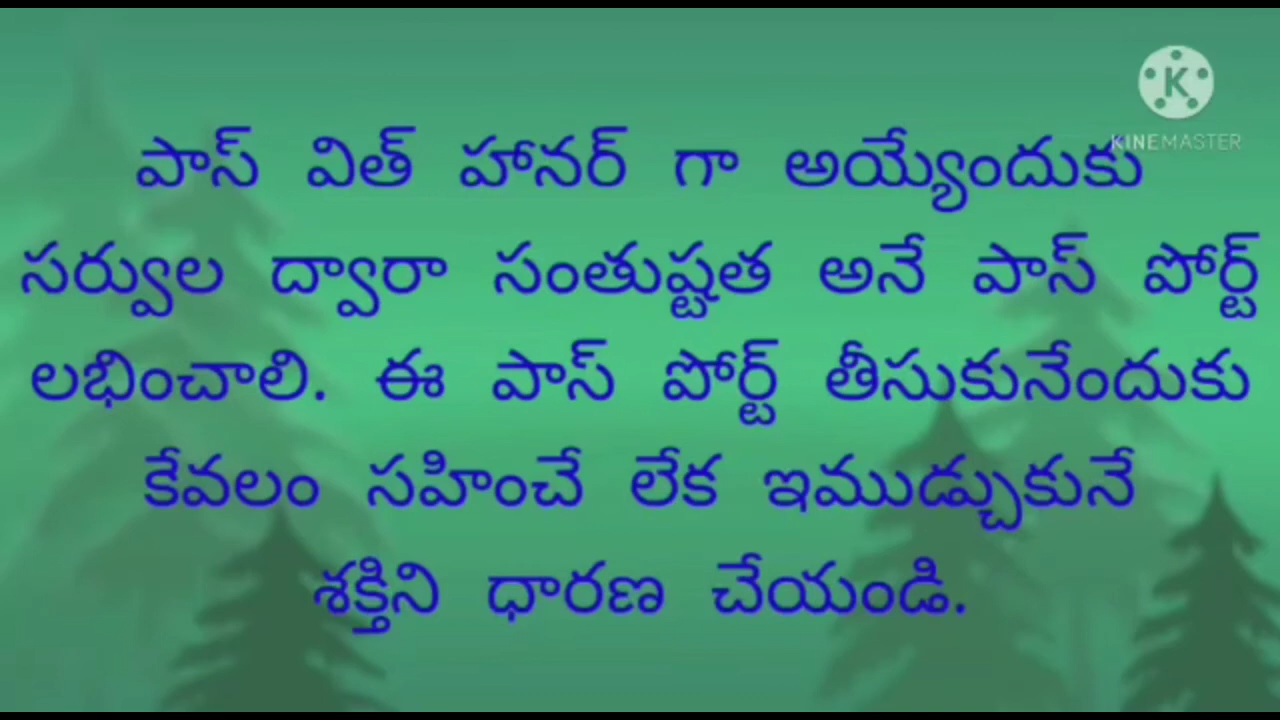 KINEMASTER
పాస్ విత్ హానర్ గా అయ్యేందుకు
సర్వుల ద్వారా సంతుష్టత అనే పాస్ పోర్ట్
లభించాలి. ఈ పాస్ పోర్ట్ తీసుకునేందుకు
కేవలం సహించే లేక ఇముడ్చుకునే
శక్తిని ధారణ చేయండి.